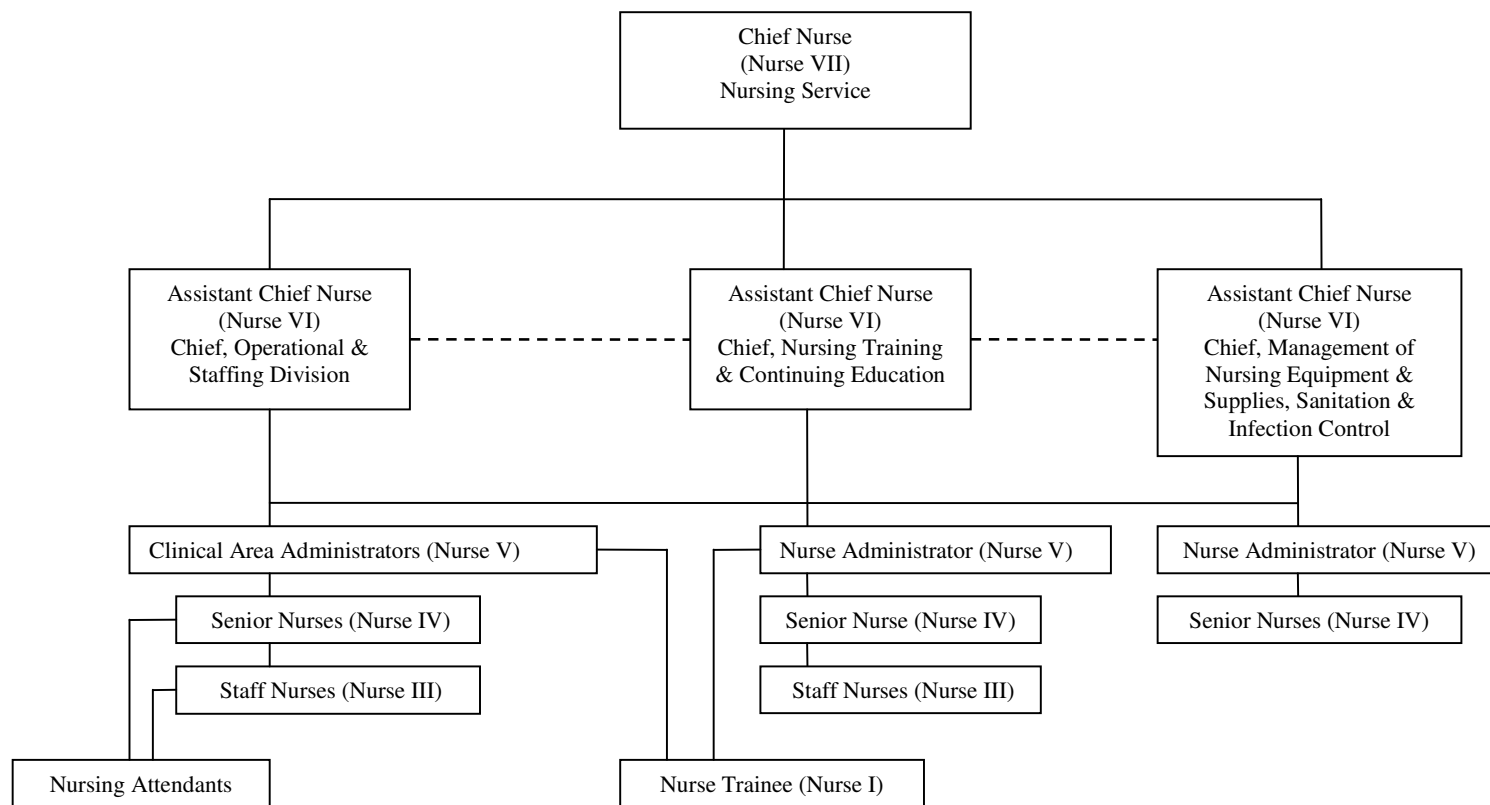 Chief Nurse
(Nurse VII)
Nursing Service
Assistant Chief Nurse
(Nurse VI)
Chief, Operational &
Staffing Division
Assistant Chief Nurse
(Nurse VI)
Chief, Nursing Training
& Continuing Education
Assistant Chief Nurse
(Nurse VI)
Chief, Management of
Nursing Equipment &
Supplies, Sanitation &
Infection Control
Clinical Area Administrators (Nurse V)
Nurse Administrator (Nurse V)
Nurse Administrator (Nurse V)
Senior Nurses (Nurse IV)
Senior Nurse (Nurse IV)
Senior Nurses (Nurse IV)
Staff Nurses (Nurse III)
Staff Nurses (Nurse III)
Nursing Attendants
Nurse Trainee (Nurse I)